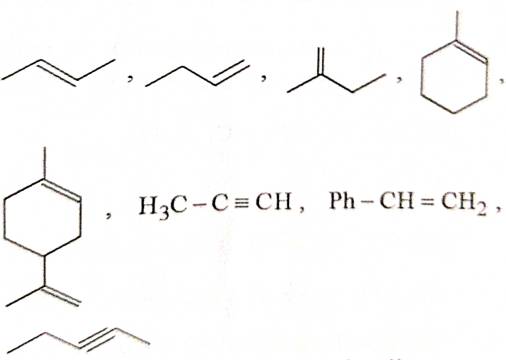 , , , ,
, H₃C–C≡CH, Ph–CH=CH₂,